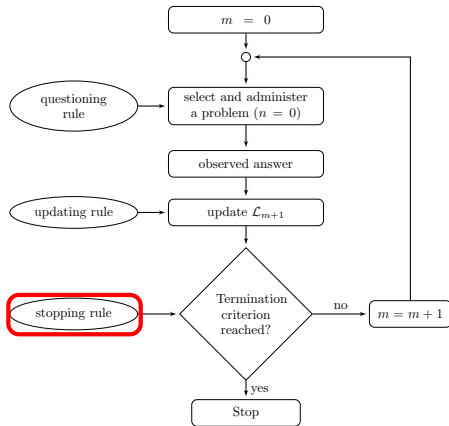 m = 0
questioning
rule
select and administer
a problem (n = 0)
observed answer
updating rule
update ℒₘ₊₁
stopping rule
Termination
criterion
reached?
no
m = m + 1
yes
Stop